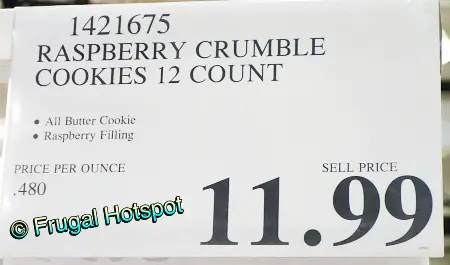 1421675
RASPBERRY CRUMBLE
COOKIES 12 COUNT
• All Butter Cookie
• Raspberry Filling
PRICE PER OUNCE
.480
SELL PRICE
11.99
© Frugal Hotspot